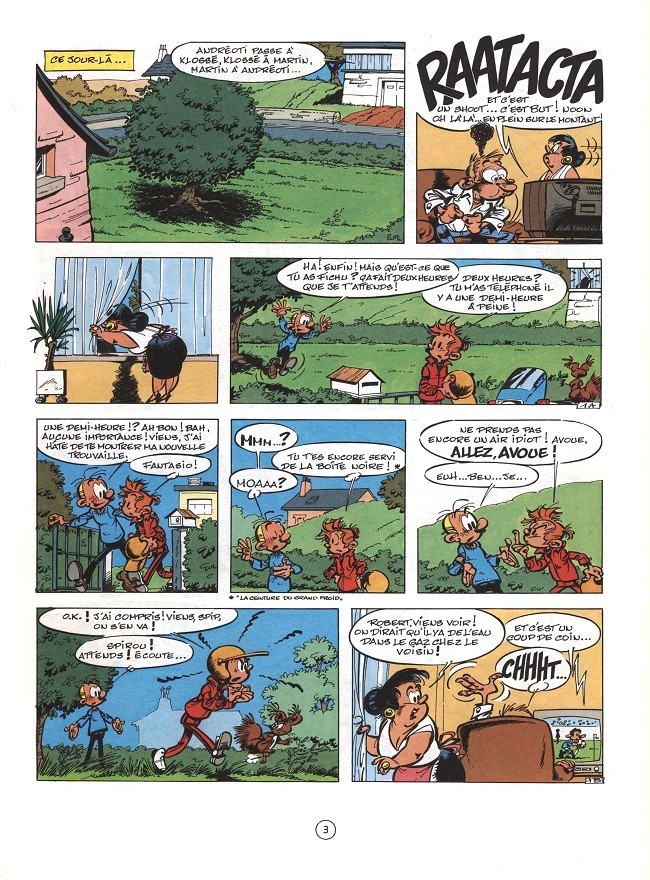 CE JOUR-LÀ...
ANDRÉOTI PASSE À
KLOSSÉ, KLOSSÉ À MARTIN,
MARTIN À ANDRÉOTI...
RAATACTA
ET C'EST
UN SHOOT... C'EST BUT! NOON
OH LÀ LÀ... EN PLEIN SUR LE MONTANT
HA! ENFIN! MAIS QU'EST-CE QUE
TU AS FICHU? ÇA FAIT DEUX HEURES
QUE JE T'ATTENDS!
DEUX HEURES?
TU M'AS TÉLÉPHONÉ IL
Y A UNE DEMI-HEURE
À PEINE!
1A
UNE DEMI-HEURE!? AH BON! BAH,
AUCUNE IMPORTANCE! VIENS, J'AI
HÂTE DE TE MONTRER MA NOUVELLE
TROUVAILLE.
FANTASIO!
MMM...?
TU T'ES ENCORE SERVI
DE LA BOÎTE NOIRE! *
MOAAA?
* "LA CEINTURE DU GRAND FROID."
NE PRENDS PAS
ENCORE UN AIR IDIOT! AVOUE,
ALLEZ, AVOUE!
EUH...BEN...JE...
O.K.! J'AI COMPRIS! VIENS, SPIP,
ON S'EN VA!
SPIROU!
ATTENDS! ÉCOUTE...
ROBERT, VIENS VOIR!
ON DIRAIT QU'IL Y A DE L'EAU
DANS LE GAZ CHEZ LE
VOISIN!
ET C'EST UN
COUP DE COIN...
CHHHT...
1B
3